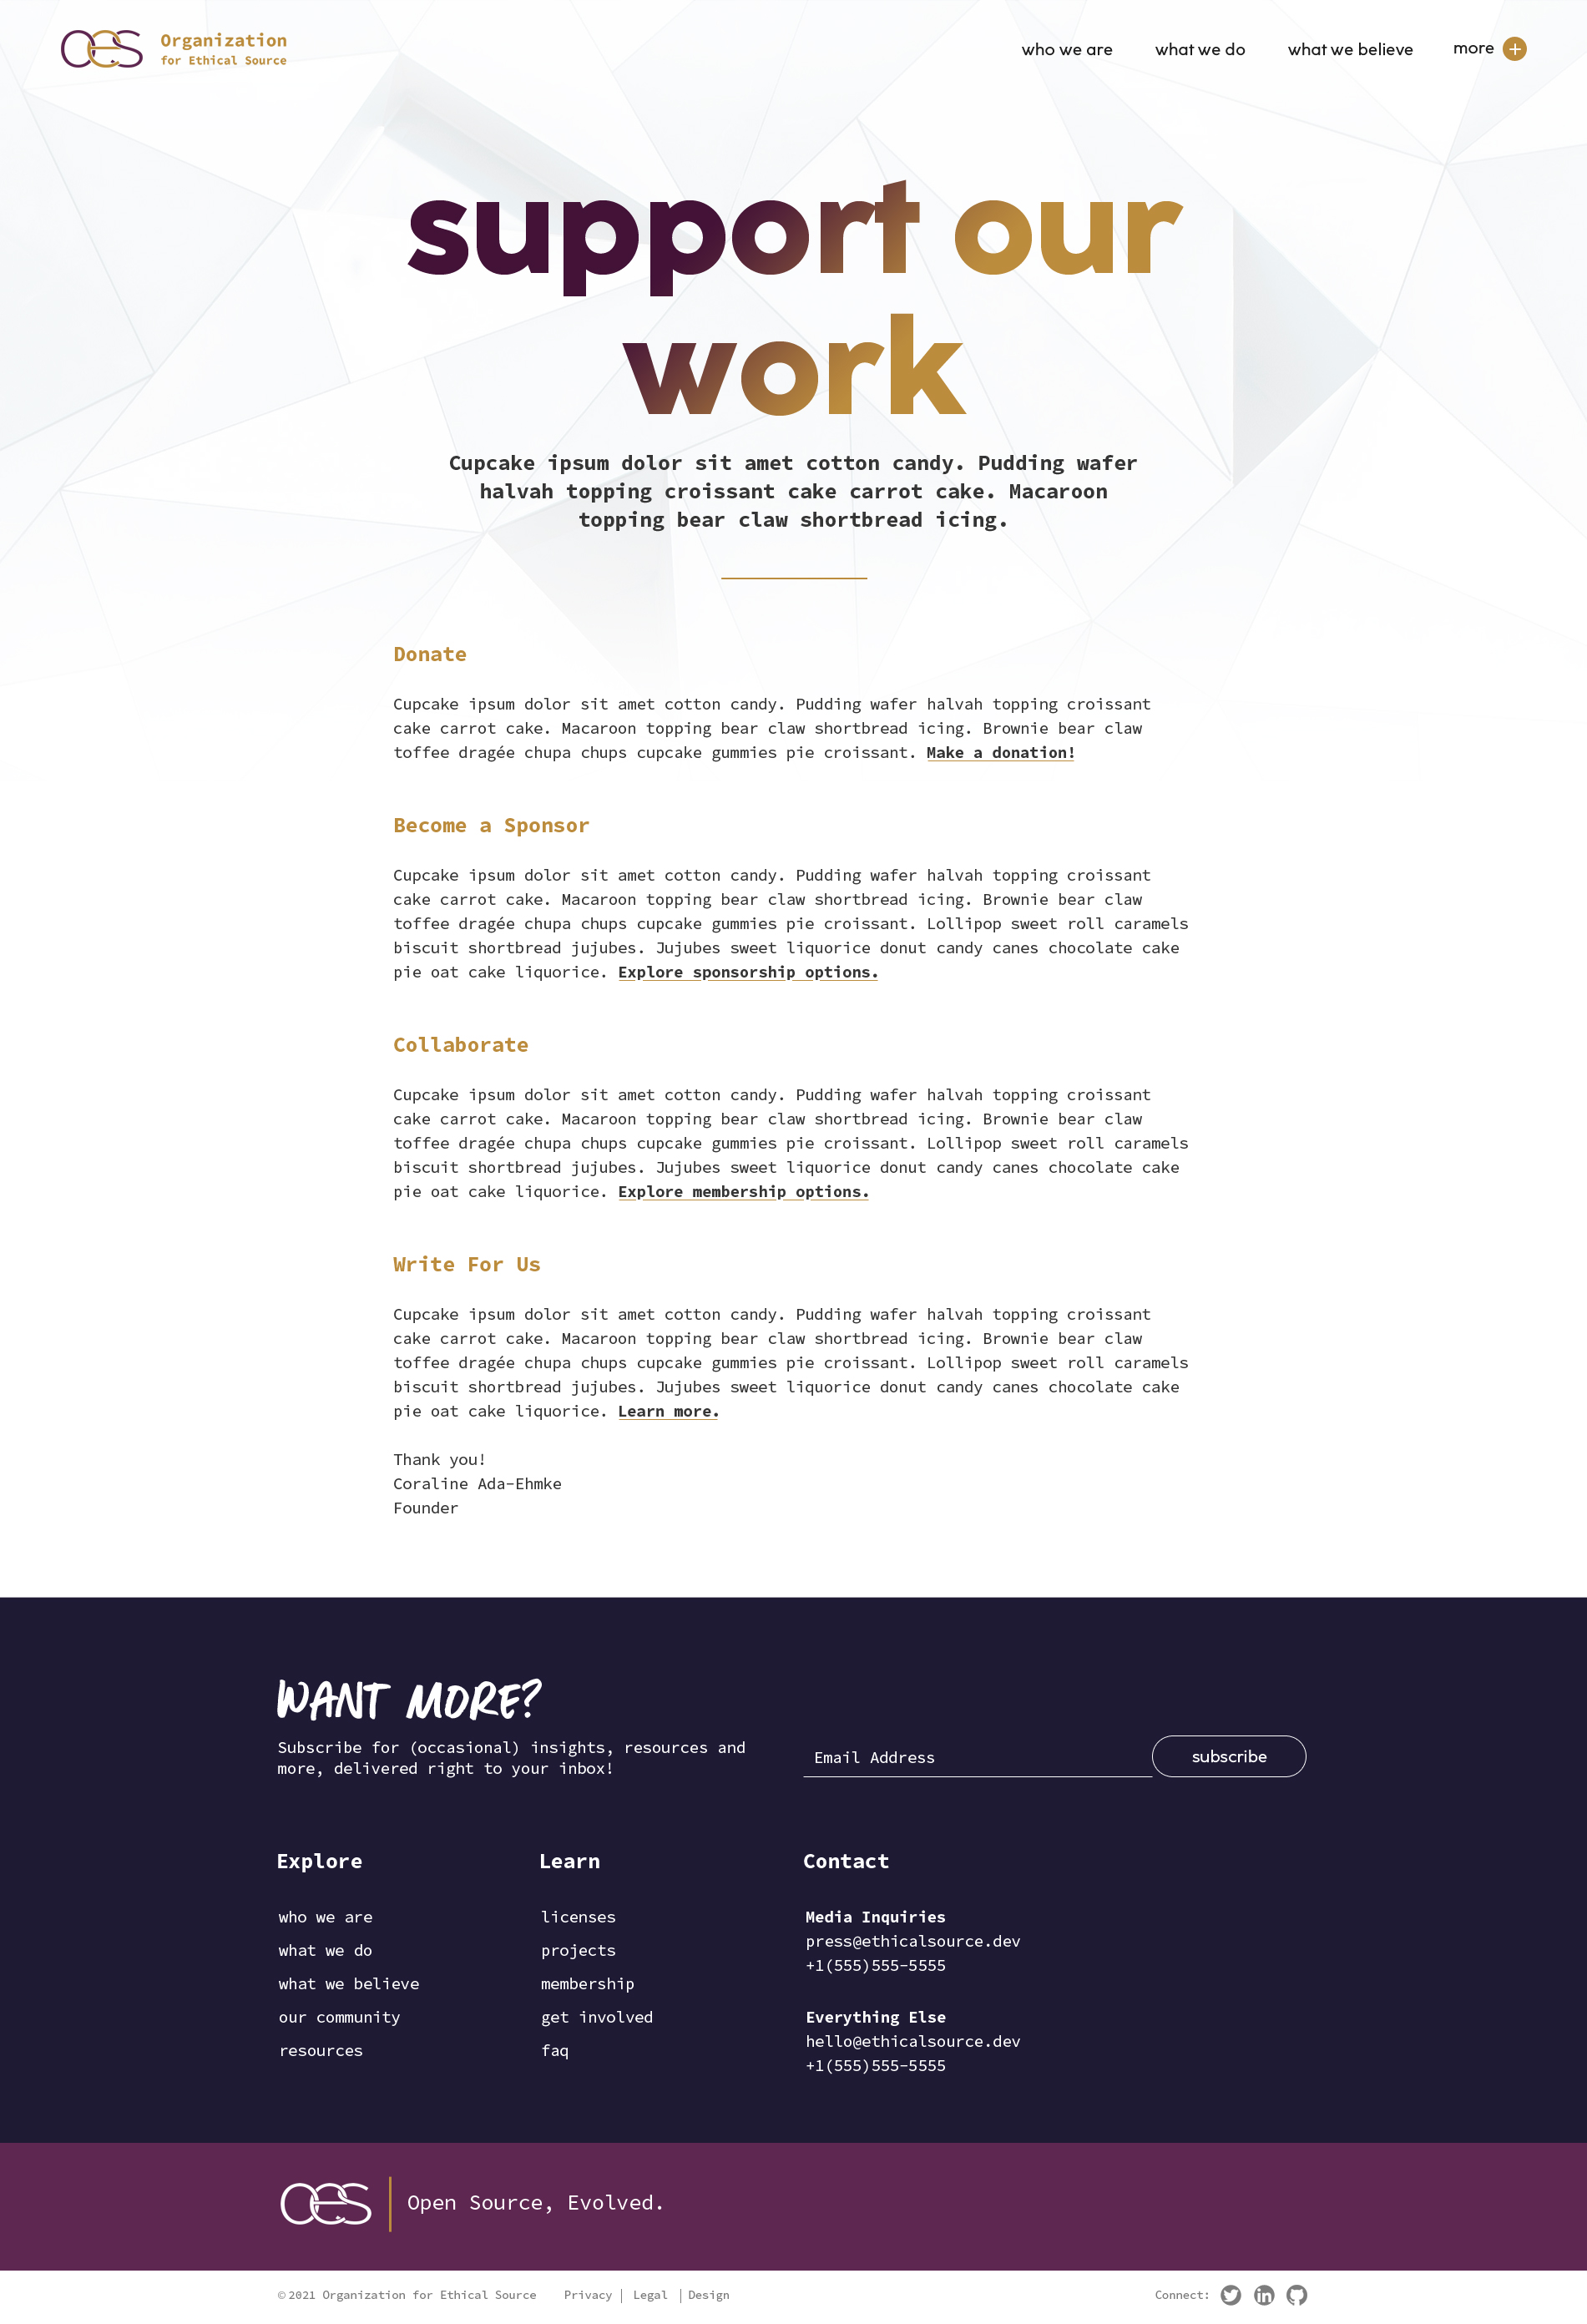 OES Organization
for Ethical Source
who we are what we do what we believe more +
support our
work
Cupcake ipsum dolor sit amet cotton candy. Pudding wafer
halvah topping croissant cake carrot cake. Macaroon
topping bear claw shortbread icing.
Donate
Cupcake ipsum dolor sit amet cotton candy. Pudding wafer halvah topping croissant
cake carrot cake. Macaroon topping bear claw shortbread icing. Brownie bear claw
toffee dragée chupa chups cupcake gummies pie croissant. Make a donation!
Become a Sponsor
Cupcake ipsum dolor sit amet cotton candy. Pudding wafer halvah topping croissant
cake carrot cake. Macaroon topping bear claw shortbread icing. Brownie bear claw
toffee dragée chupa chups cupcake gummies pie croissant. Lollipop sweet roll caramels
biscuit shortbread jujubes. Jujubes sweet liquorice donut candy canes chocolate cake
pie oat cake liquorice. Explore sponsorship options.
Collaborate
Cupcake ipsum dolor sit amet cotton candy. Pudding wafer halvah topping croissant
cake carrot cake. Macaroon topping bear claw shortbread icing. Brownie bear claw
toffee dragée chupa chups cupcake gummies pie croissant. Lollipop sweet roll caramels
biscuit shortbread jujubes. Jujubes sweet liquorice donut candy canes chocolate cake
pie oat cake liquorice. Explore membership options.
Write For Us
Cupcake ipsum dolor sit amet cotton candy. Pudding wafer halvah topping croissant
cake carrot cake. Macaroon topping bear claw shortbread icing. Brownie bear claw
toffee dragée chupa chups cupcake gummies pie croissant. Lollipop sweet roll caramels
biscuit shortbread jujubes. Jujubes sweet liquorice donut candy canes chocolate cake
pie oat cake liquorice. Learn more.
Thank you!
Coraline Ada-Ehmke
Founder
WANT MORE?
Subscribe for (occasional) insights, resources and
more, delivered right to your inbox!
Email Address subscribe
Explore
who we are
what we do
what we believe
our community
resources
Learn
licenses
projects
membership
get involved
faq
Contact
Media Inquiries
press@ethicalsource.dev
+1(555)555-5555
Everything Else
hello@ethicalsource.dev
+1(555)555-5555
OES | Open Source, Evolved.
© 2021 Organization for Ethical Source Privacy | Legal | Design Connect: in